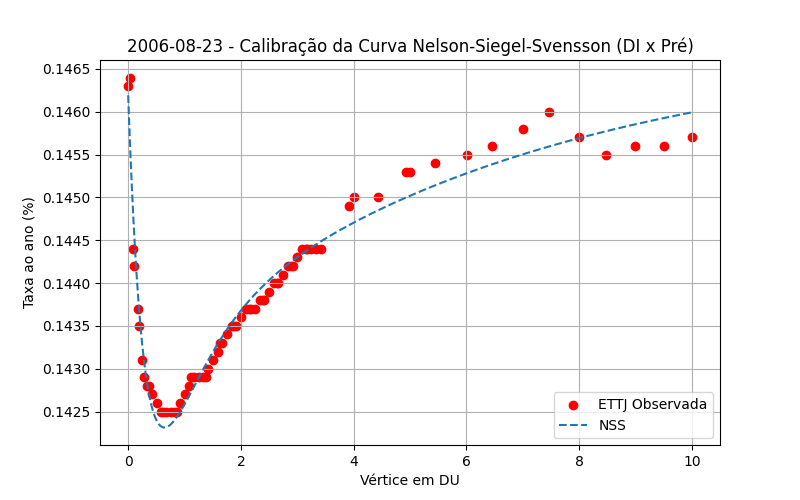 2006-08-23 - Calibração da Curva Nelson-Siegel-Svensson (DI x Pré)
Taxa ao ano (%)
0.1465
0.1460
0.1455
0.1450
0.1445
0.1440
0.1435
0.1430
0.1425
ETTJ Observada
NSS
0 2 4 6 8 10
Vértice em DU